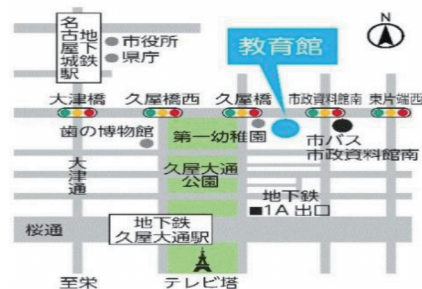 N
名古屋城駅
地下鉄
市役所
県庁
教育館
大津橋
久屋橋西
久屋橋
市政資料館南
東片端西
歯の博物館
第一幼稚園
市バス
市政資料館南
大津通
久屋大通
公園
地下鉄
■1A 出口
地下鉄
久屋大通駅
桜通
至栄
テレビ塔